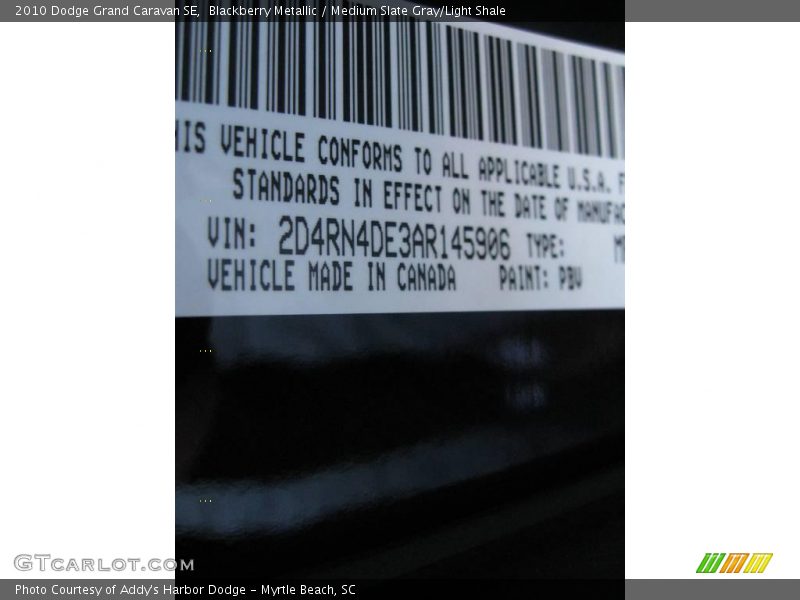 2010 Dodge Grand Caravan SE, Blackberry Metallic / Medium Slate Gray/Light Shale
HIS VEHICLE CONFORMS TO ALL APPLICABLE U.S.A. F
STANDARDS IN EFFECT ON THE DATE OF MANUFAC
VIN: 2D4RN4DE3AR145906 TYPE:
VEHICLE MADE IN CANADA PAINT: PBV
GTCARLOT.COM
Photo Courtesy of Addy's Harbor Dodge - Myrtle Beach, SC